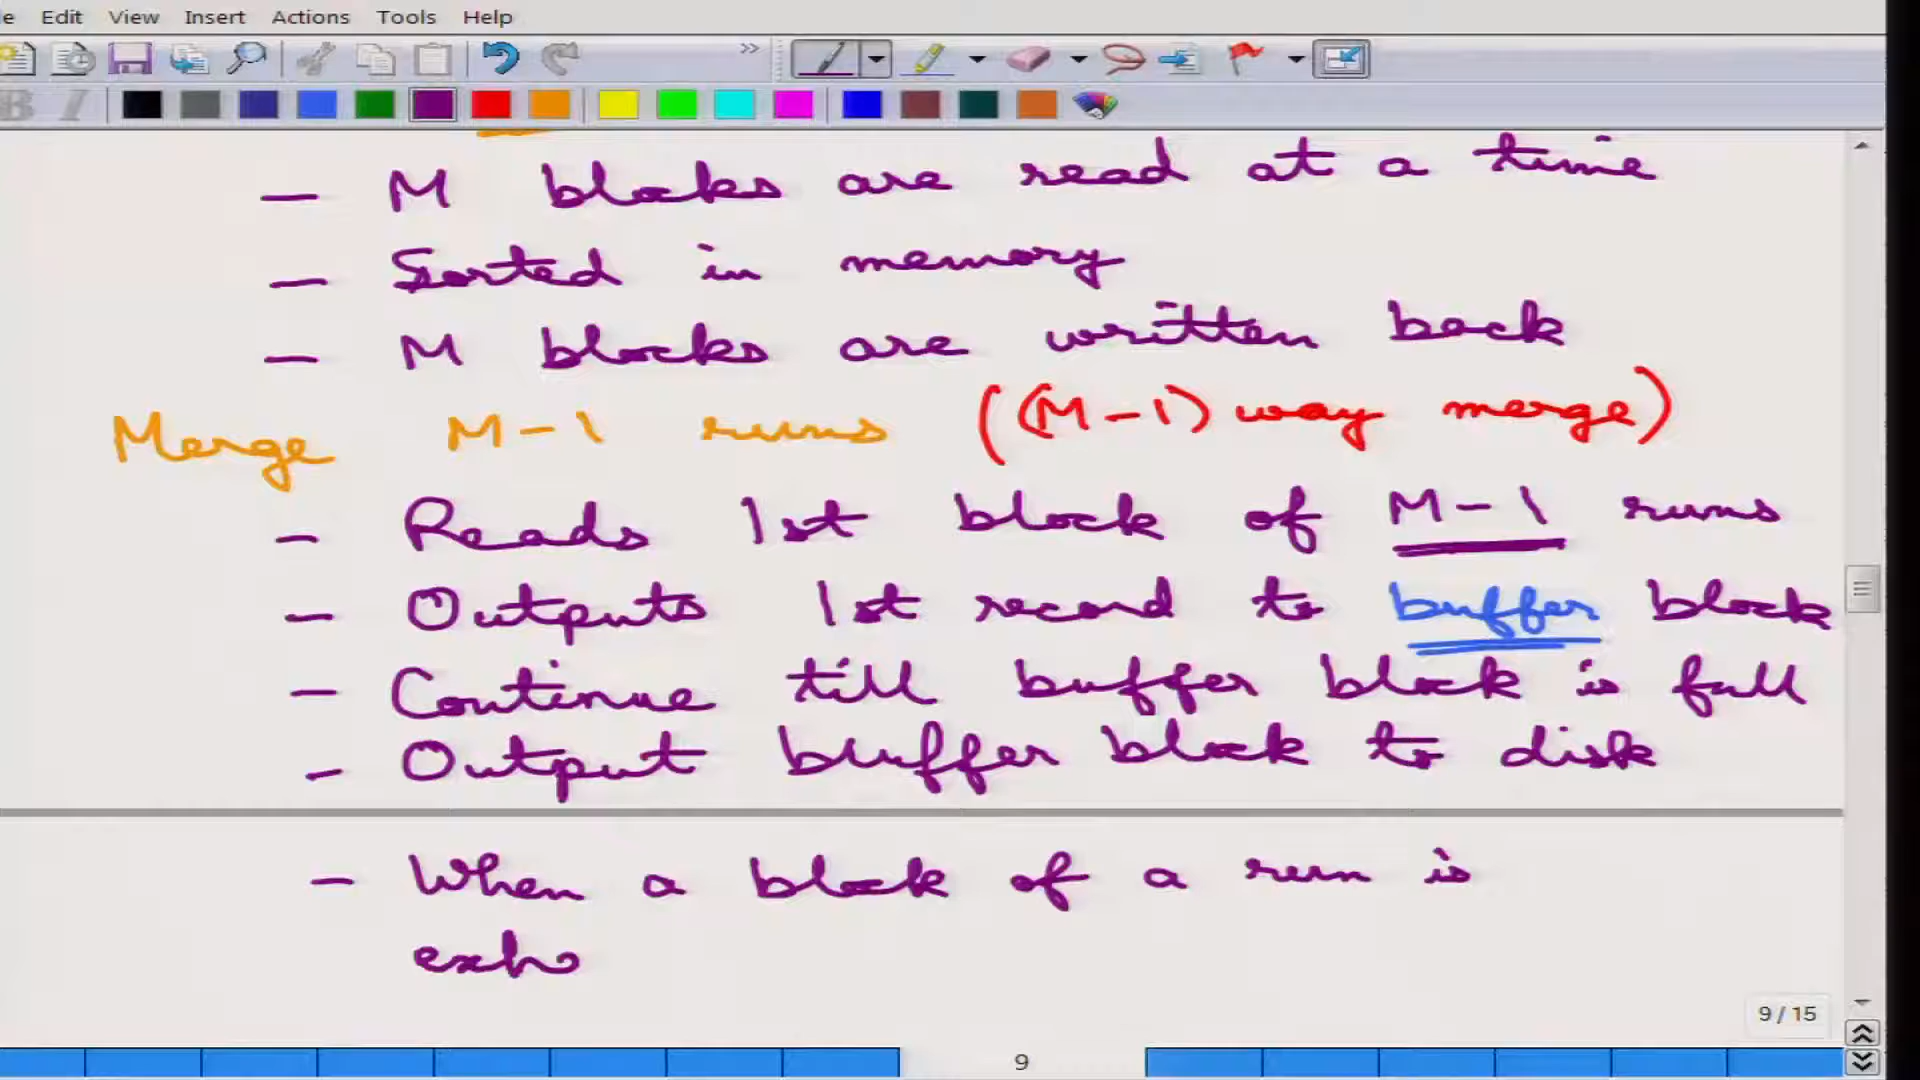 e Edit View Insert Actions Tools Help
»
B I
– M blocks are read at a time
– Sorted in memory
– M blocks are written back
Merge M-1 runs ((M-1) way merge)
– Reads 1st block of M-1 runs
– Outputs 1st record to buffer block
– Continue till buffer block is full
– Output buffer block to disk
– When a block of a run is
exha
9 / 15
9